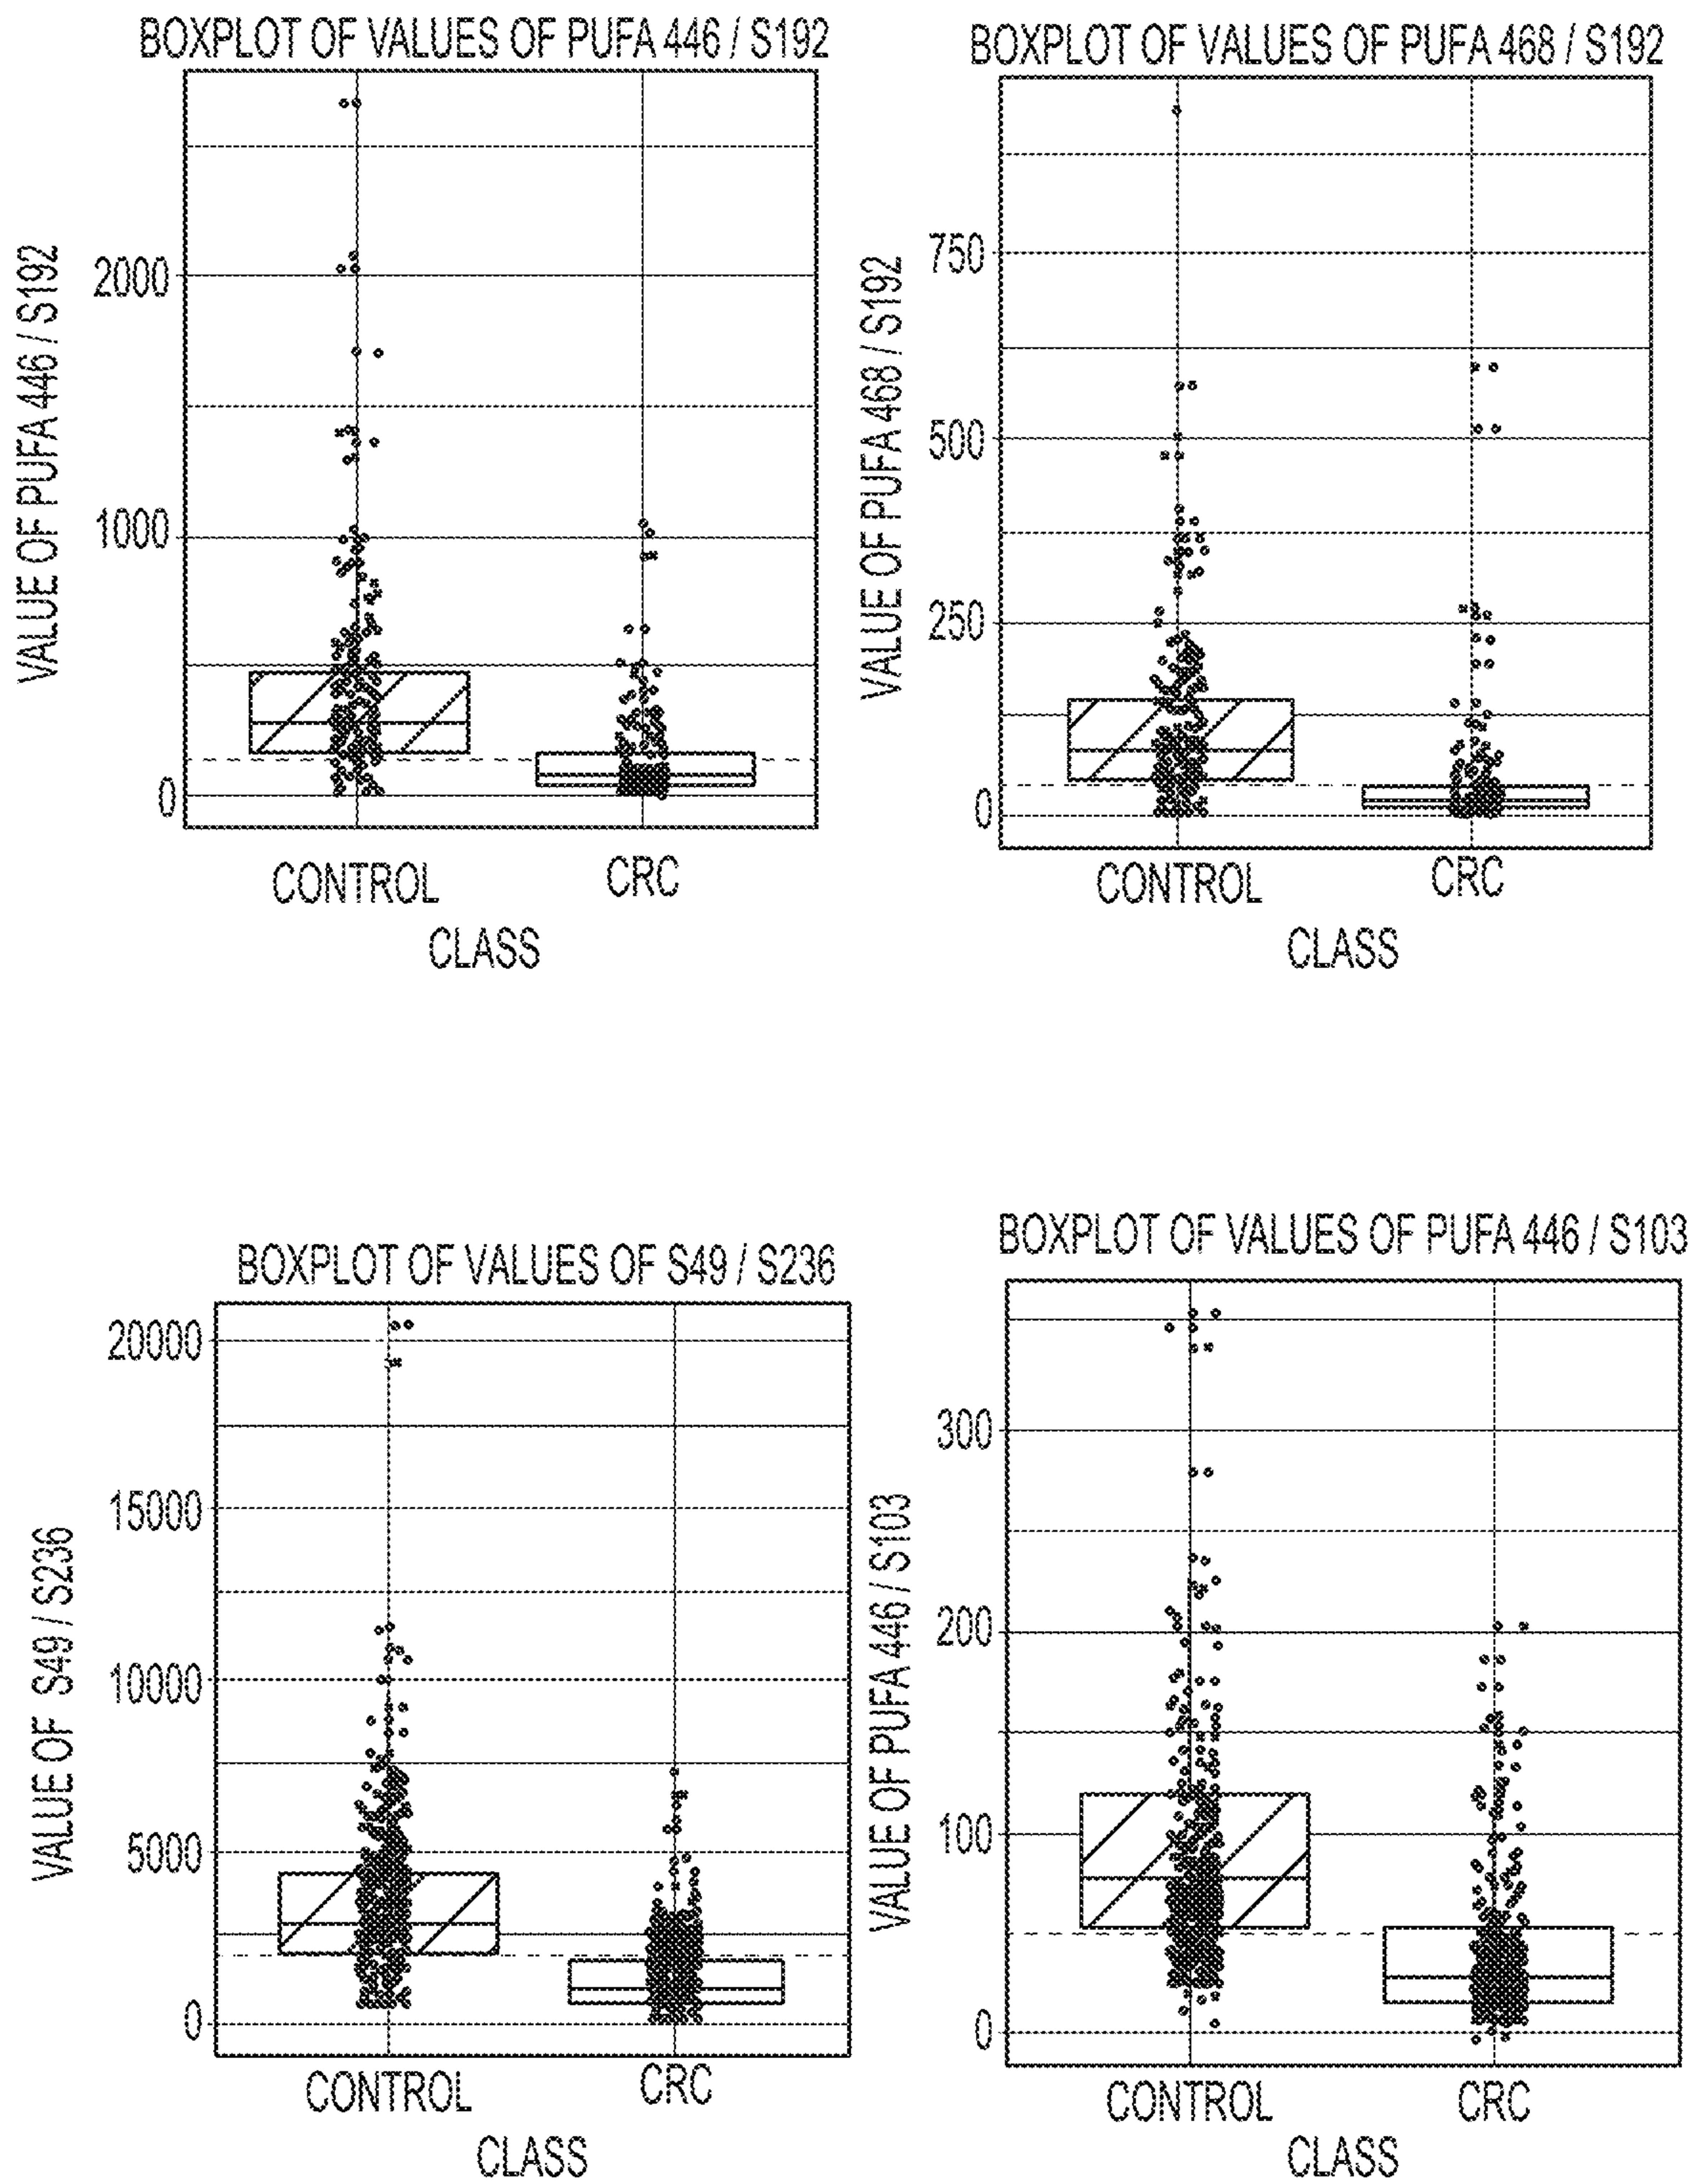 BOXPLOT OF VALUES OF PUFA 446 / S192
VALUE OF PUFA 446 / S192
2000
1000
0
CONTROL
CRC
CLASS
BOXPLOT OF VALUES OF PUFA 468 / S192
VALUE OF PUFA 468 / S192
750
500
250
0
CONTROL
CRC
CLASS
BOXPLOT OF VALUES OF S49 / S236
VALUE OF S49 / S236
20000
15000
10000
5000
0
CONTROL
CRC
CLASS
BOXPLOT OF VALUES OF PUFA 446 / S103
VALUE OF PUFA 446 / S103
300
200
100
0
CONTROL
CRC
CLASS